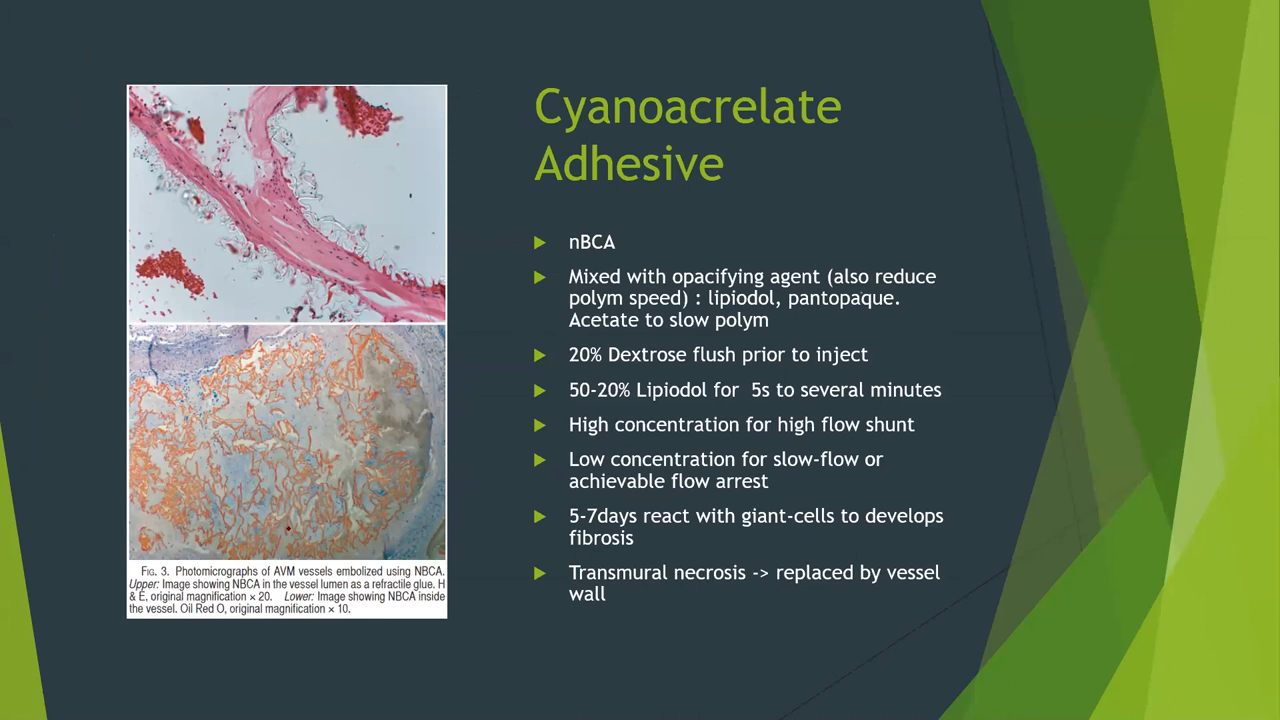 Cyanoacrelate
Adhesive
nBCA
Mixed with opacifying agent (also reduce
polym speed) : lipiodol, pantopaque.
Acetate to slow polym
20% Dextrose flush prior to inject
50-20% Lipiodol for  5s to several minutes
High concentration for high flow shunt
Low concentration for slow-flow or
achievable flow arrest
5-7days react with giant-cells to develops
fibrosis
Transmural necrosis -> replaced by vessel
wall
FIG. 3. Photomicrographs of AVM vessels embolized using NBCA.
Upper: Image showing NBCA in the vessel lumen as a refractile glue. H
& E, original magnification × 20. Lower: Image showing NBCA inside
the vessel. Oil Red O, original magnification × 10.